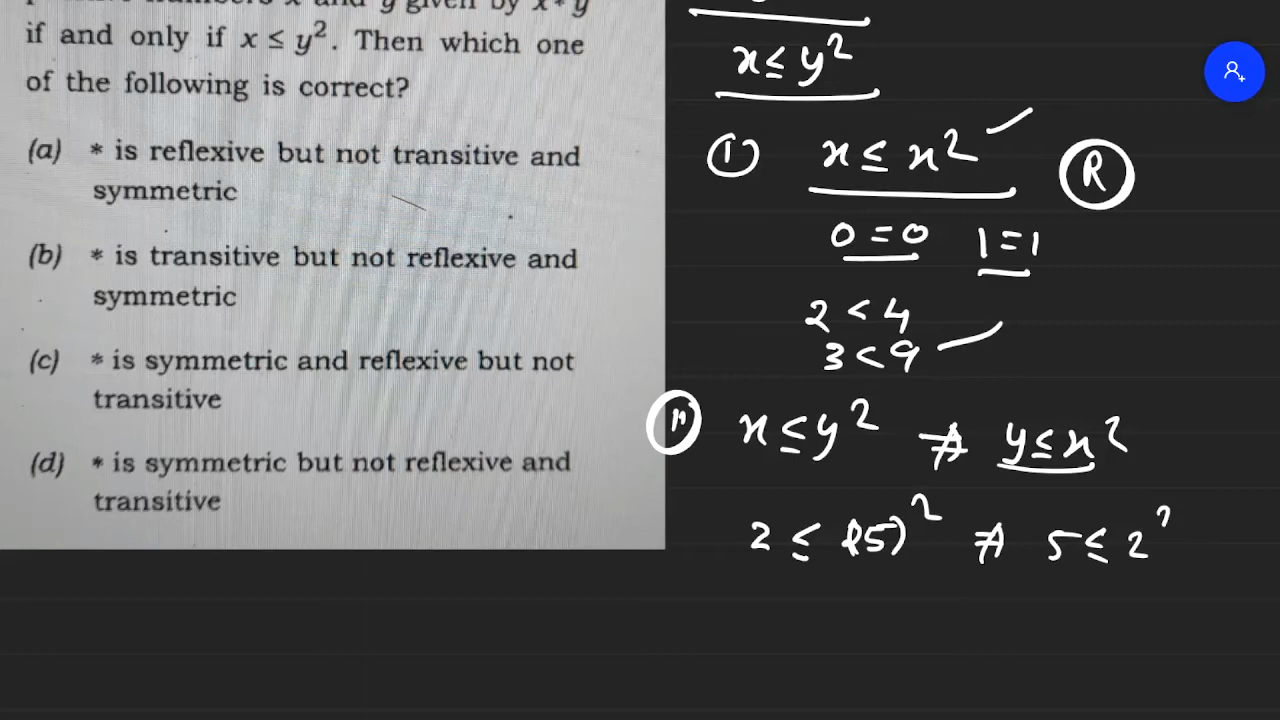 if and only if x ≤ y². Then which one
of the following is correct?
(a) * is reflexive but not transitive and
symmetric
(b) * is transitive but not reflexive and
symmetric
(c) * is symmetric and reflexive but not
transitive
(d) * is symmetric but not reflexive and
transitive
x ≤ y²
① x ≤ x² ✓ Ⓡ
0 = 0 1 = 1
2 < 4
3 < 9 ✓
x ≤ y² ⇏ y ≤ x²
2 ≤ (5)² ⇏ 5 ≤ 2²